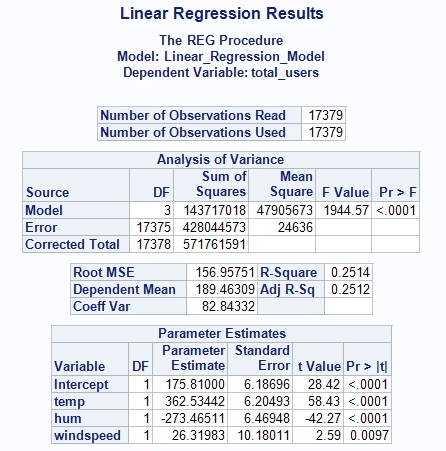 Linear Regression Results
The REG Procedure
Model: Linear_Regression_Model
Dependent Variable: total_users
Number of Observations Read 17379
Number of Observations Used 17379
Analysis of Variance
Source DF Sum of Squares Mean Square F Value Pr > F
Model 3 143717018 47905673 1944.57 <.0001
Error 17375 428044573 24636
Corrected Total 17378 571761591
Root MSE 156.95751 R-Square 0.2514
Dependent Mean 189.46309 Adj R-Sq 0.2512
Coeff Var 82.84332
Parameter Estimates
Variable DF Parameter Estimate Standard Error t Value Pr > |t|
Intercept 1 175.81000 6.18696 28.42 <.0001
temp 1 362.53442 6.20493 58.43 <.0001
hum 1 -273.46511 6.46948 -42.27 <.0001
windspeed 1 26.31983 10.18011 2.59 0.0097